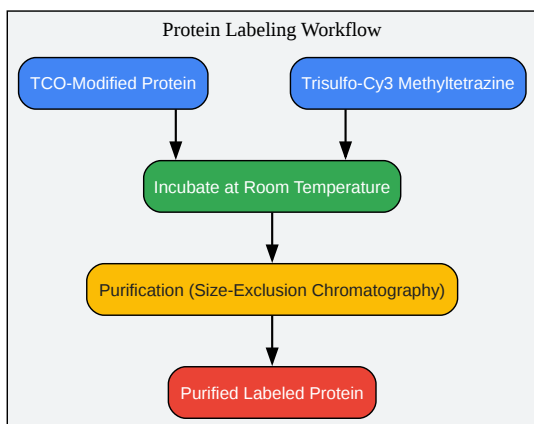 Protein Labeling Workflow
TCO-Modified Protein
Trisulfo-Cy3 Methyltetrazine
Incubate at Room Temperature
Purification (Size-Exclusion Chromatography)
Purified Labeled Protein